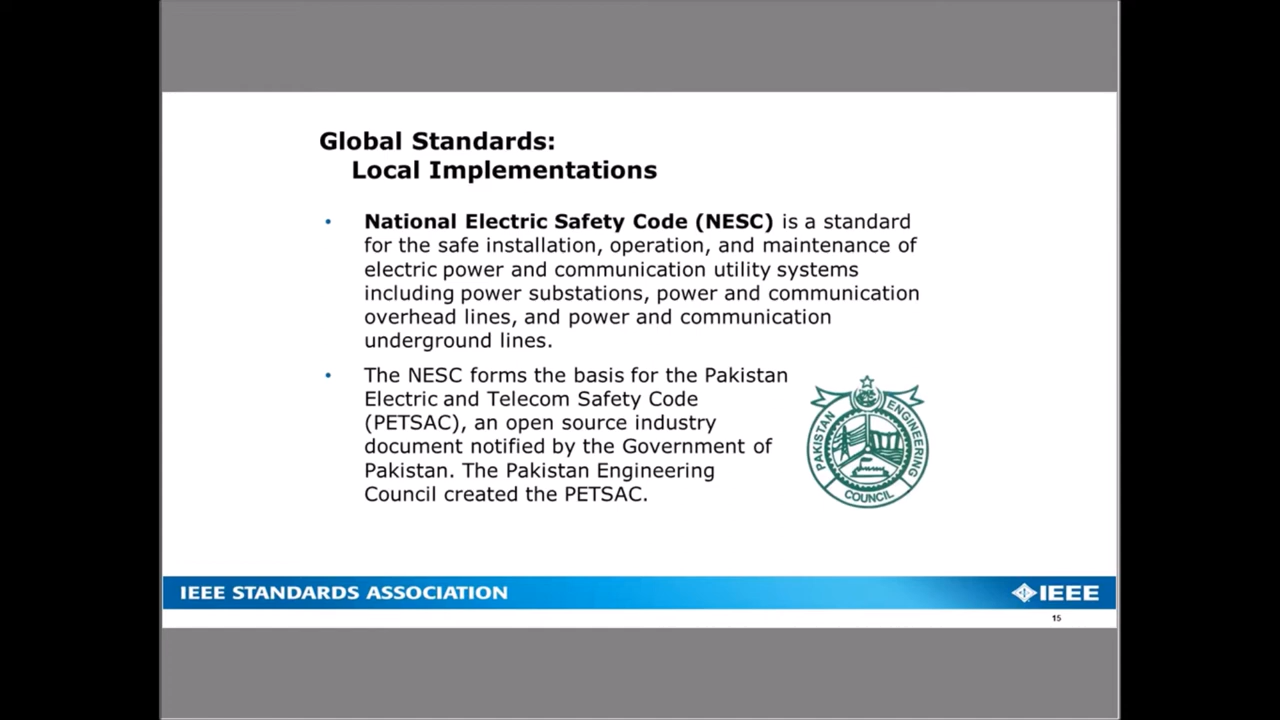 Global Standards:
Local Implementations
• National Electric Safety Code (NESC) is a standard
for the safe installation, operation, and maintenance of
electric power and communication utility systems
including power substations, power and communication
overhead lines, and power and communication
underground lines.
• The NESC forms the basis for the Pakistan
Electric and Telecom Safety Code
(PETSAC), an open source industry
document notified by the Government of
Pakistan. The Pakistan Engineering
Council created the PETSAC.
PAKISTAN ENGINEERING
COUNCIL
IEEE STANDARDS ASSOCIATION
IEEE
15